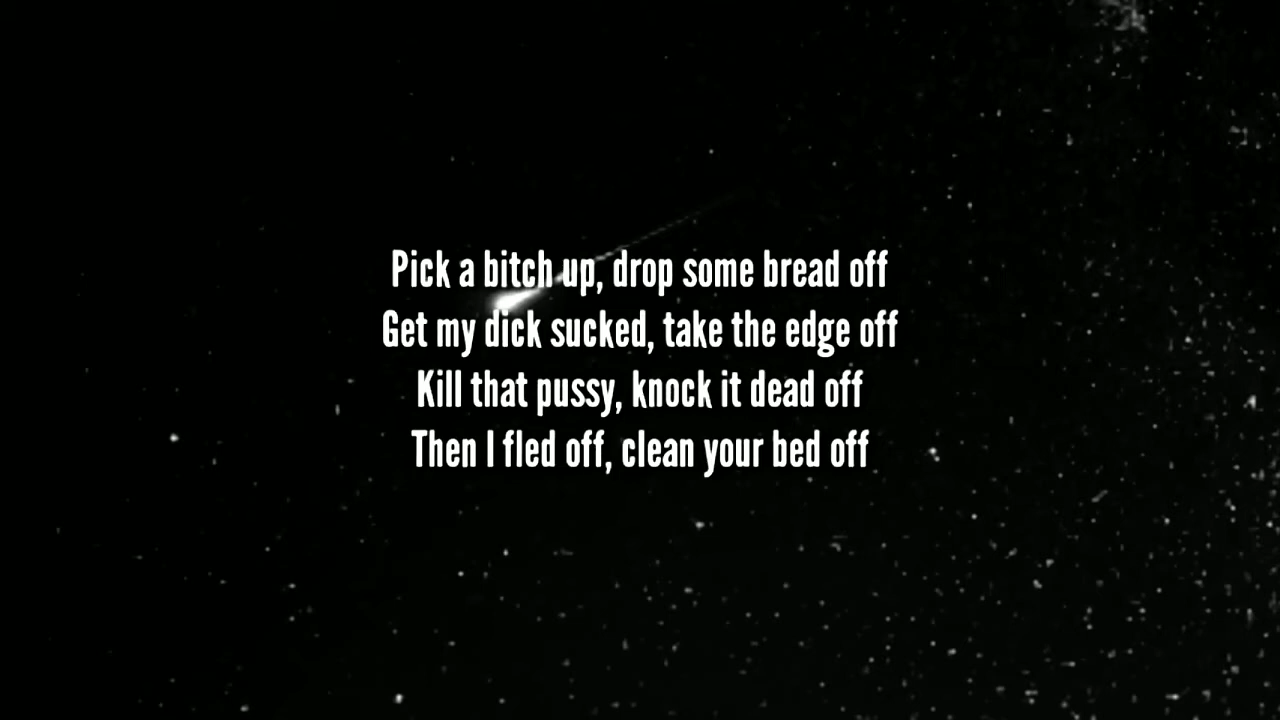 Pick a bitch up, drop some bread off
Get my dick sucked, take the edge off
Kill that pussy, knock it dead off
Then I fled off, clean your bed off